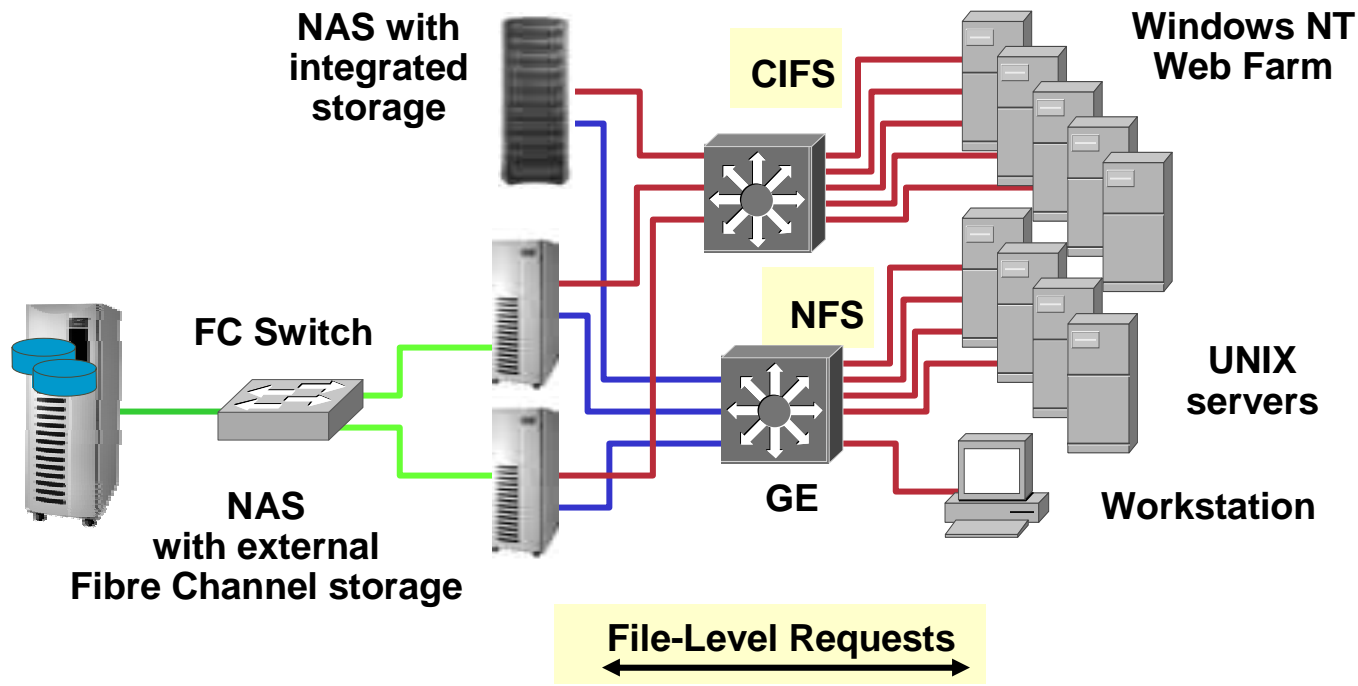 NAS with
integrated
storage
CIFS
Windows NT
Web Farm
FC Switch
NFS
UNIX
servers
NAS
with external
Fibre Channel storage
GE
Workstation
File-Level Requests